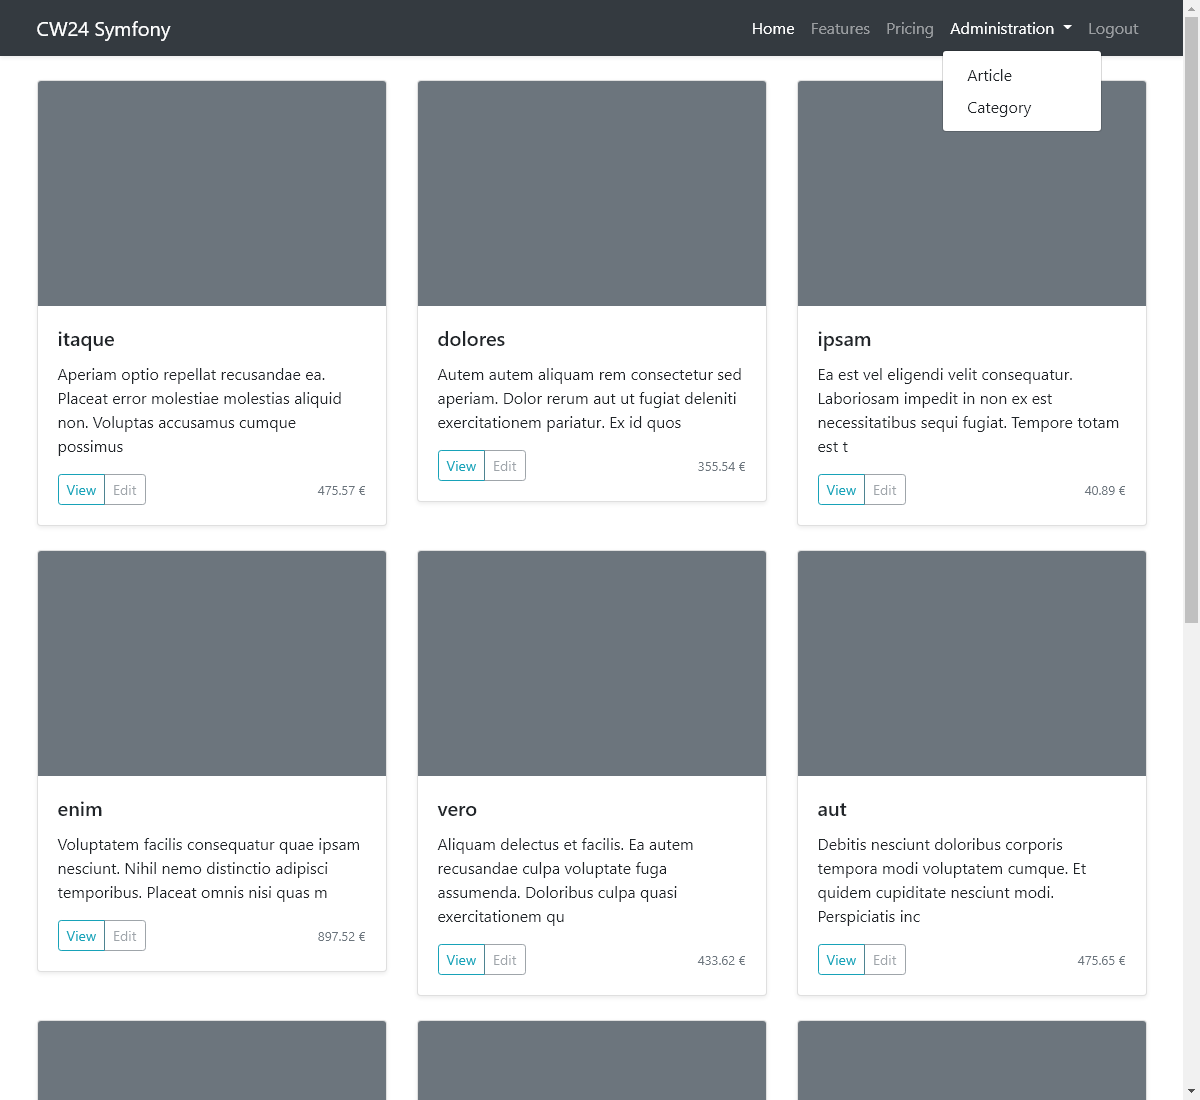 CW24 Symfony
Home Features Pricing Administration Logout
Article
Category
itaque
Aperiam optio repellat recusandae ea.
Placeat error molestiae molestias aliquid
non. Voluptas accusamus cumque
possimus
View Edit 475.57 €
dolores
Autem autem aliquam rem consectetur sed
aperiam. Dolor rerum aut ut fugiat deleniti
exercitationem pariatur. Ex id quos
View Edit 355.54 €
ipsam
Ea est vel eligendi velit consequatur.
Laboriosam impedit in non ex est
necessitatibus sequi fugiat. Tempore totam
est t
View Edit 40.89 €
enim
Voluptatem facilis consequatur quae ipsam
nesciunt. Nihil nemo distinctio adipisci
temporibus. Placeat omnis nisi quas m
View Edit 897.52 €
vero
Aliquam delectus et facilis. Ea autem
recusandae culpa voluptate fuga
assumenda. Doloribus culpa quasi
exercitationem qu
View Edit 433.62 €
aut
Debitis nesciunt doloribus corporis
tempora modi voluptatem cumque. Et
quidem cupiditate nesciunt modi.
Perspiciatis inc
View Edit 475.65 €